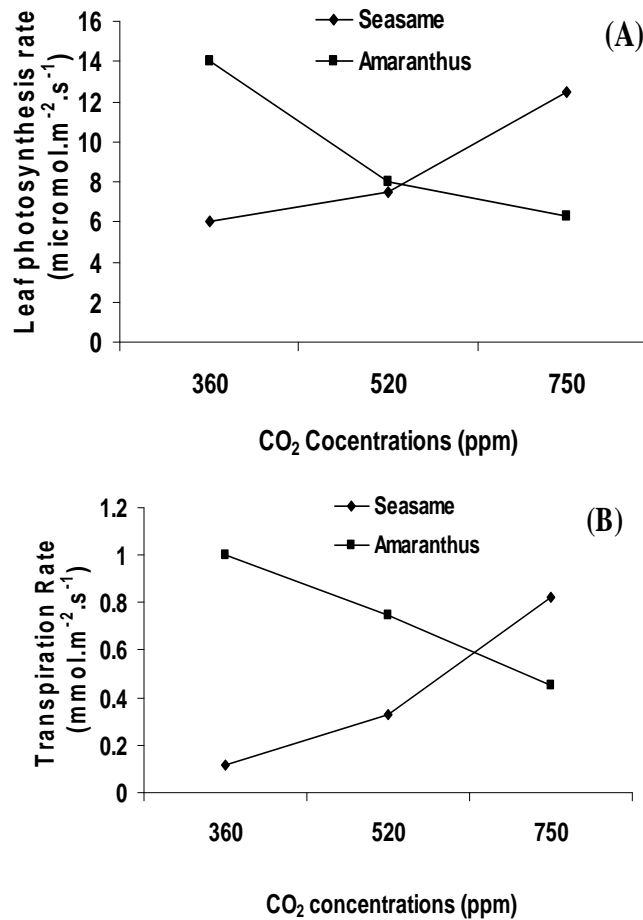 Seasame
Amaranthus
(A)
Leaf photosynthesis rate
(micromol.m⁻².s⁻¹)
16
14
12
10
8
6
4
2
0
360 520 750
CO₂ Cocentrations (ppm)
Seasame
Amaranthus
(B)
Transpiration Rate
(mmol.m⁻².s⁻¹)
1.2
1
0.8
0.6
0.4
0.2
0
360 520 750
CO₂ concentrations (ppm)